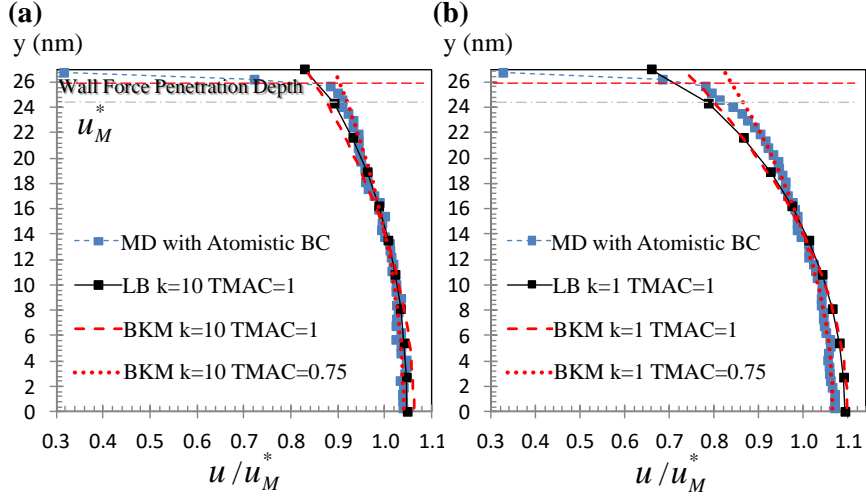 (a)
y (nm)
26
24
22
20
18
16
14
12
10
8
6
4
2
0
Wall Force Penetration Depth
u*M
MD with Atomistic BC
LB k=10 TMAC=1
BKM k=10 TMAC=1
BKM k=10 TMAC=0.75
0.3 0.4 0.5 0.6 0.7 0.8 0.9 1.0 1.1
u/u*M
(b)
y (nm)
26
24
22
20
18
16
14
12
10
8
6
4
2
0
MD with Atomistic BC
LB k=1 TMAC=1
BKM k=1 TMAC=1
BKM k=1 TMAC=0.75
0.3 0.4 0.5 0.6 0.7 0.8 0.9 1.0 1.1
u/u*M